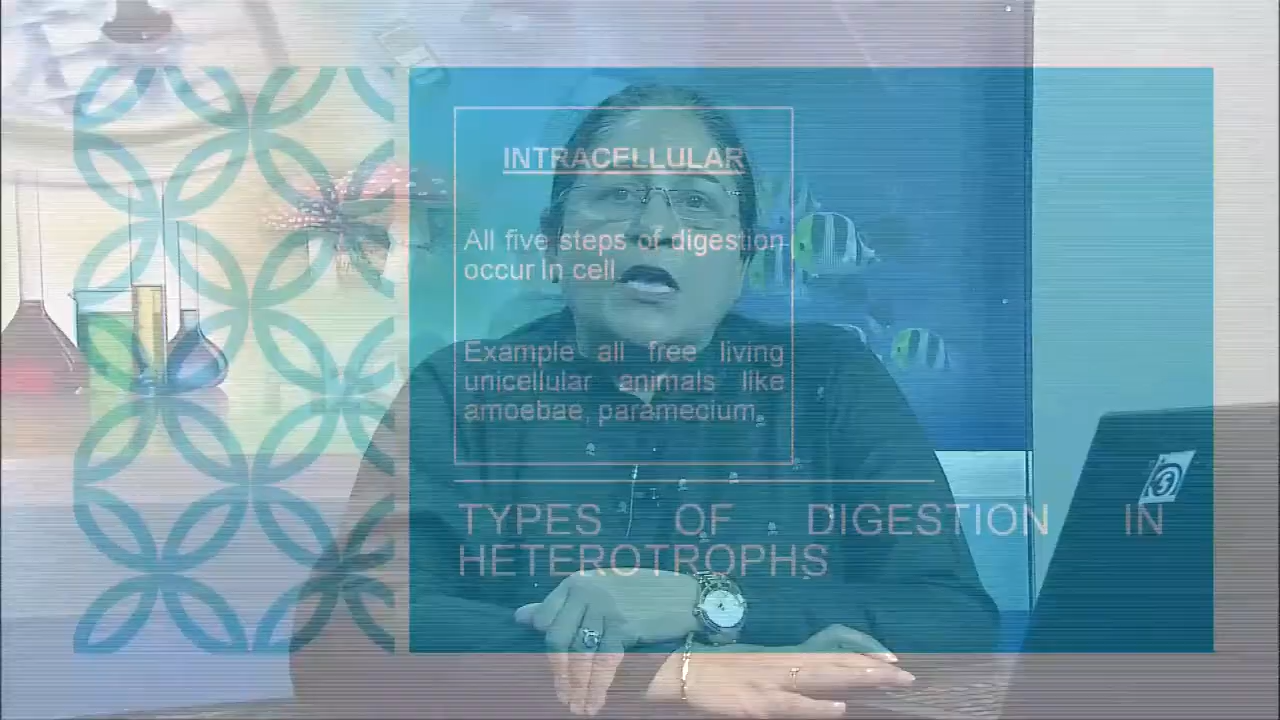 INTRACELLULAR
All five steps of digestion
occur in cell
Example all free living
unicellular animals like
amoebae, paramecium.
TYPES OF DIGESTION IN
HETEROTROPHS